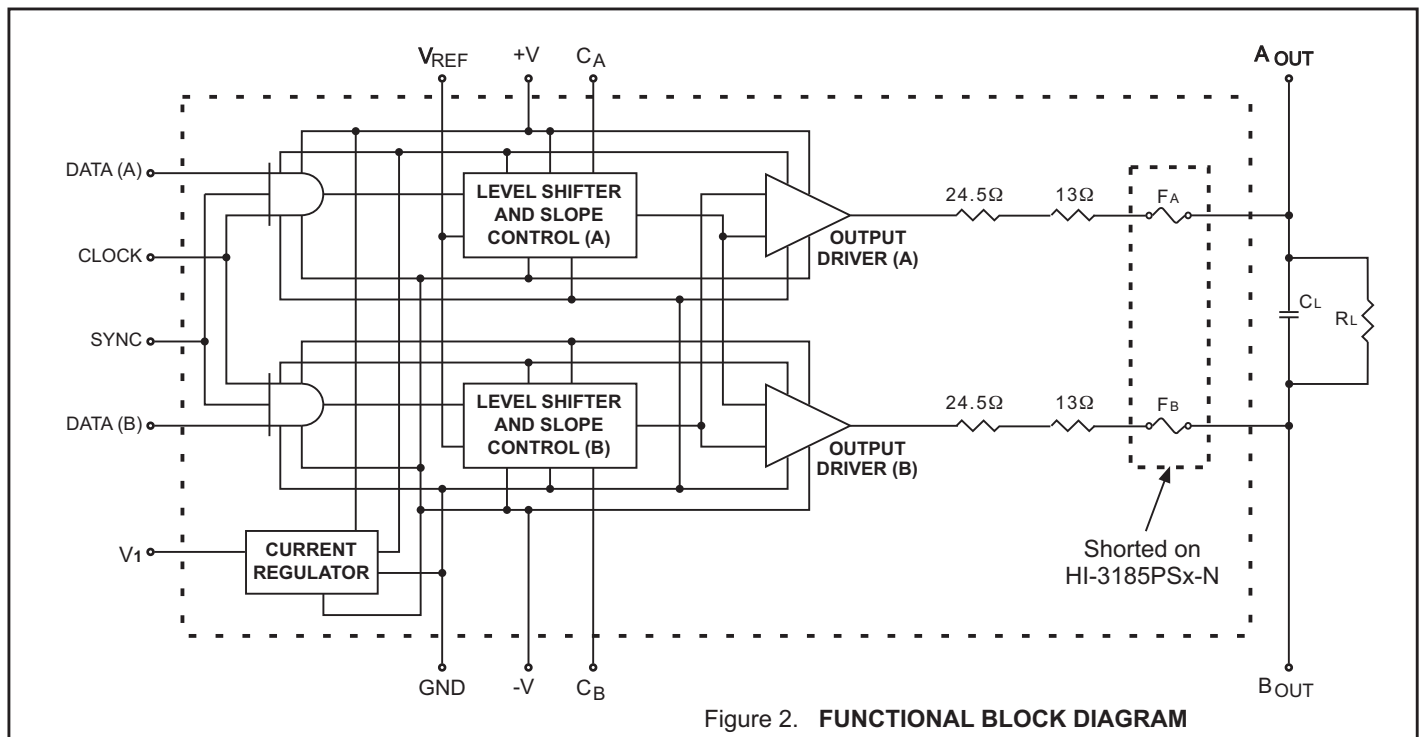 VREF
+V
CA
A OUT
DATA (A)
CLOCK
SYNC
DATA (B)
V1
LEVEL SHIFTER
AND SLOPE
CONTROL (A)
OUTPUT
DRIVER (A)
24.5Ω
13Ω
FA
CL
RL
LEVEL SHIFTER
AND SLOPE
CONTROL (B)
OUTPUT
DRIVER (B)
24.5Ω
13Ω
FB
CURRENT
REGULATOR
Shorted on
HI-3185PSx-N
GND
-V
CB
BOUT
Figure 2. FUNCTIONAL BLOCK DIAGRAM